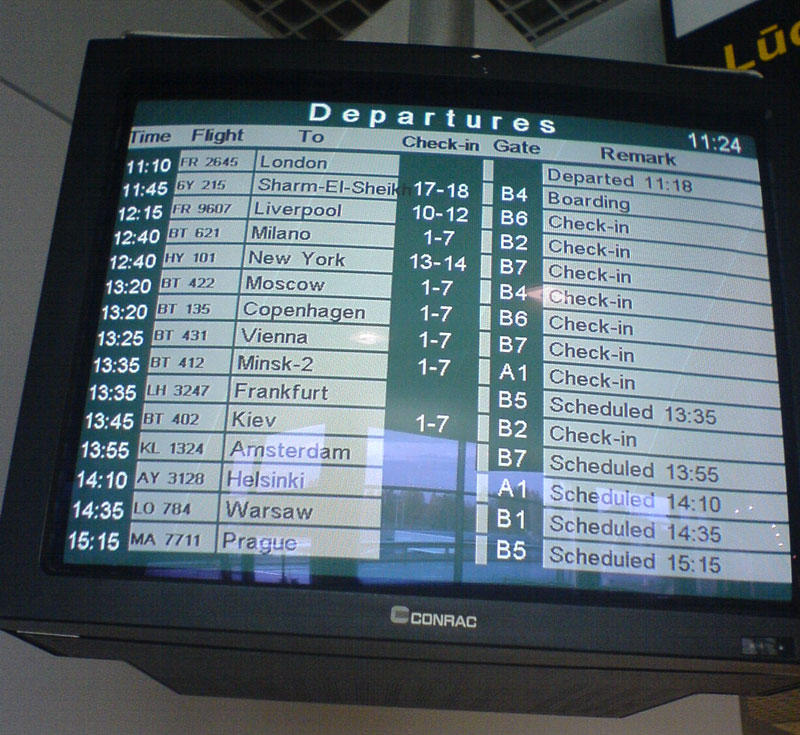 Departures 11:24
Time Flight To Check-in Gate Remark
11:10 FR 2645 London Departed 11:18
11:45 6Y 215 Sharm-El-Sheikh 17-18 B4 Boarding
12:15 FR 9607 Liverpool 10-12 B6 Check-in
12:40 BT 621 Milano 1-7 B2 Check-in
12:40 HY 101 New York 13-14 B7 Check-in
13:20 BT 422 Moscow 1-7 B4 Check-in
13:20 BT 135 Copenhagen 1-7 B6 Check-in
13:25 BT 431 Vienna 1-7 B7 Check-in
13:35 BT 412 Minsk-2 1-7 A1 Check-in
13:35 LH 3247 Frankfurt B5 Scheduled 13:35
13:45 BT 402 Kiev 1-7 B2 Check-in
13:55 KL 1324 Amsterdam B7 Scheduled 13:55
14:10 AY 3128 Helsinki A1 Scheduled 14:10
14:35 LO 784 Warsaw B1 Scheduled 14:35
15:15 MA 7711 Prague B5 Scheduled 15:15
CONRAC